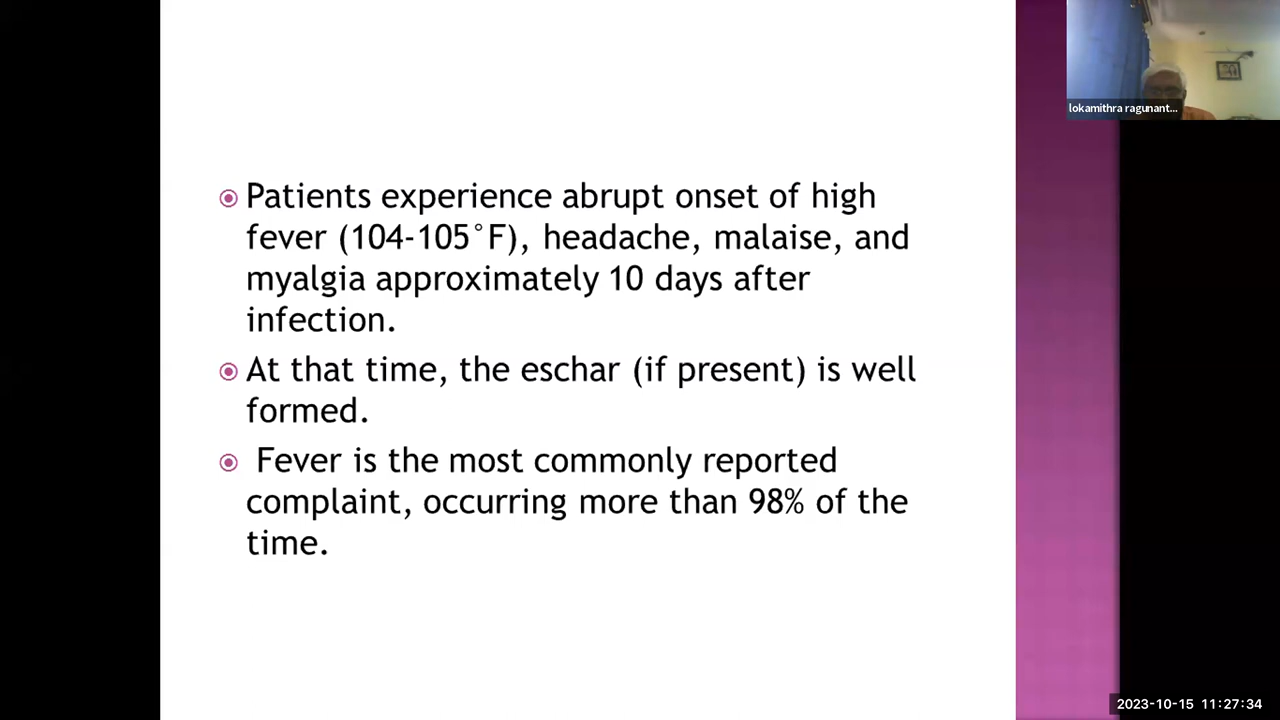 lokamithra ragunant...
Patients experience abrupt onset of high
fever (104-105°F), headache, malaise, and
myalgia approximately 10 days after
infection.
At that time, the eschar (if present) is well
formed.
Fever is the most commonly reported
complaint, occurring more than 98% of the
time.
2023-10-15 11:27:34